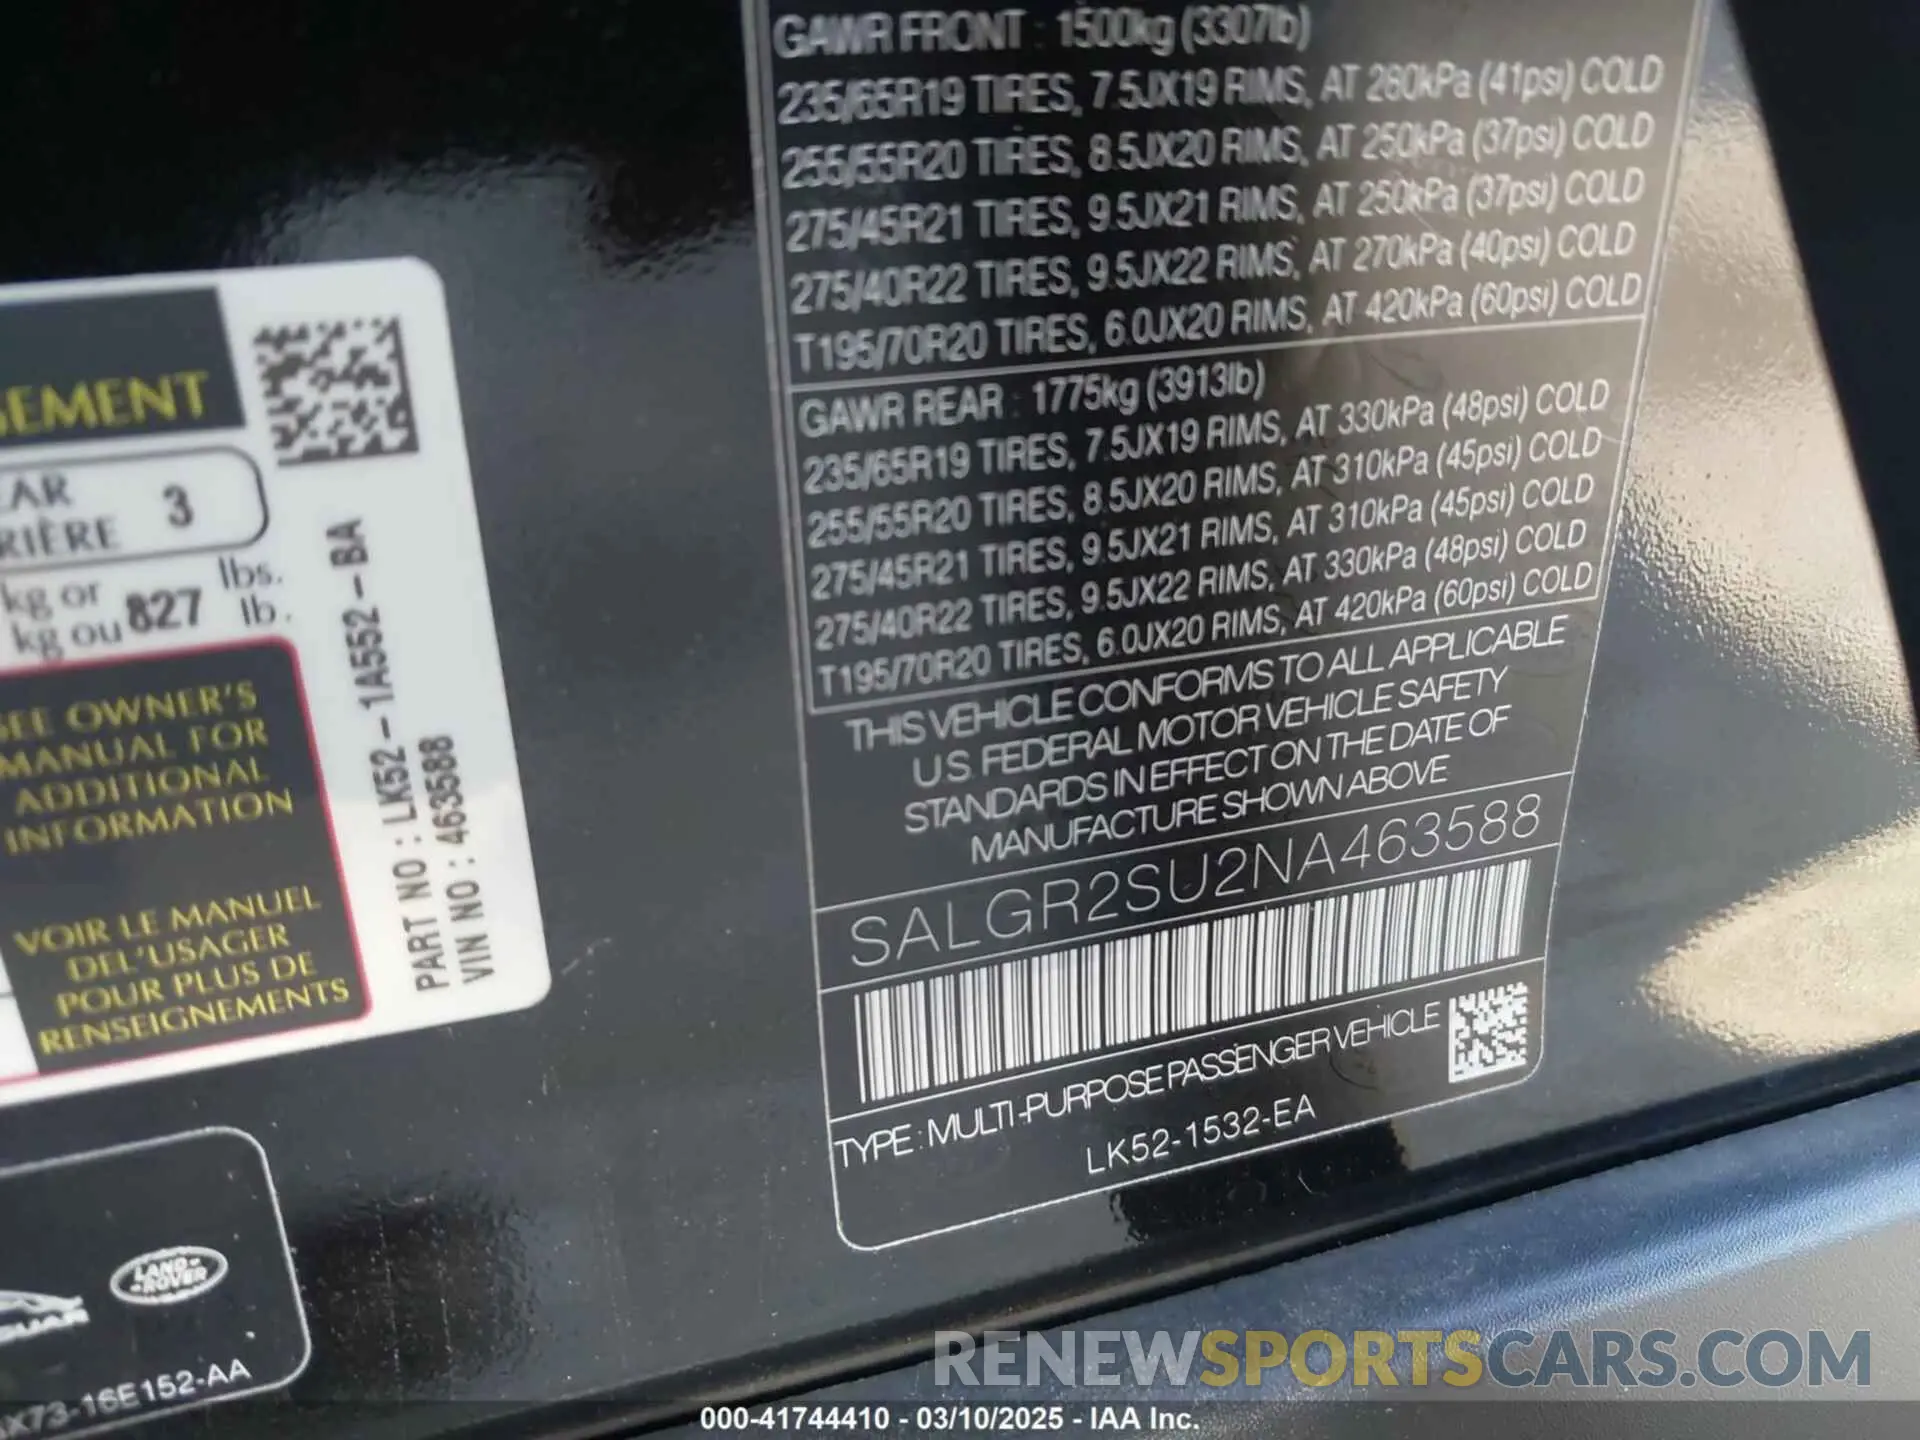 GEMENT
EAR
RIÈRE 3
kg or lbs.
kg ou 827 lb.
SEE OWNER'S
MANUAL FOR
ADDITIONAL
INFORMATION
VOIR LE MANUEL
DEL'USAGER
POUR PLUS DE
RENSEIGNEMENTS
PART NO : LK52-1A552-BA
VIN NO : 463588
LAND-
-ROVER
GUAR
X73-16E152-AA
GAWR FRONT : 1500kg (3307lb)
235/65R19 TIRES, 7.5JX19 RIMS, AT 280kPa (41psi) COLD
255/55R20 TIRES, 8.5JX20 RIMS, AT 250kPa (37psi) COLD
275/45R21 TIRES, 9.5JX21 RIMS, AT 250kPa (37psi) COLD
275/40R22 TIRES, 9.5JX22 RIMS, AT 270kPa (40psi) COLD
T195/70R20 TIRES, 6.0JX20 RIMS, AT 420kPa (60psi) COLD
GAWR REAR : 1775kg (3913lb)
235/65R19 TIRES, 7.5JX19 RIMS, AT 330kPa (48psi) COLD
255/55R20 TIRES, 8.5JX20 RIMS, AT 310kPa (45psi) COLD
275/45R21 TIRES, 9.5JX21 RIMS, AT 310kPa (45psi) COLD
275/40R22 TIRES, 9.5JX22 RIMS, AT 330kPa (48psi) COLD
T195/70R20 TIRES, 6.0JX20 RIMS, AT 420kPa (60psi) COLD
THIS VEHICLE CONFORMS TO ALL APPLICABLE
U.S. FEDERAL MOTOR VEHICLE SAFETY
STANDARDS IN EFFECT ON THE DATE OF
MANUFACTURE SHOWN ABOVE
SALGR2SU2NA463588
TYPE : MULTI-PURPOSE PASSENGER VEHICLE
LK52-1532-EA
RENEWSPORTSCARS.COM
000-41744410 - 03/10/2025 - IAA Inc.